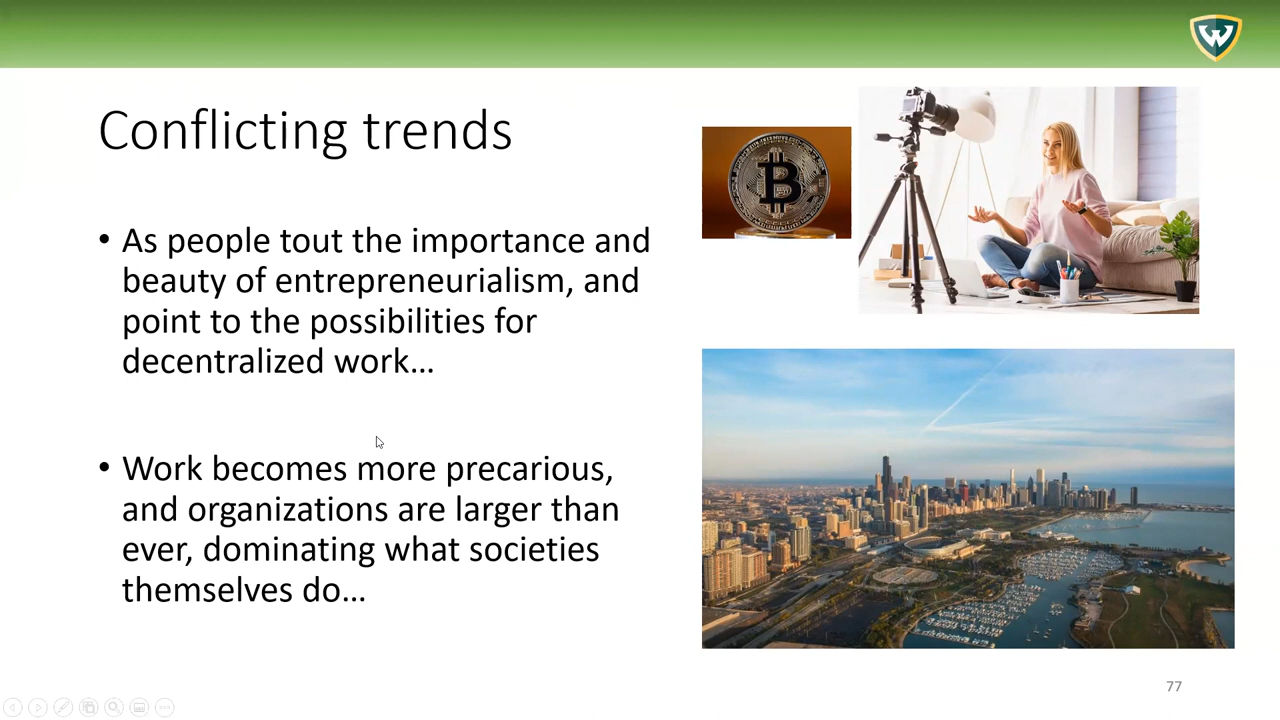 Conflicting trends
• As people tout the importance and
beauty of entrepreneurialism, and
point to the possibilities for
decentralized work…
• Work becomes more precarious,
and organizations are larger than
ever, dominating what societies
themselves do…
77